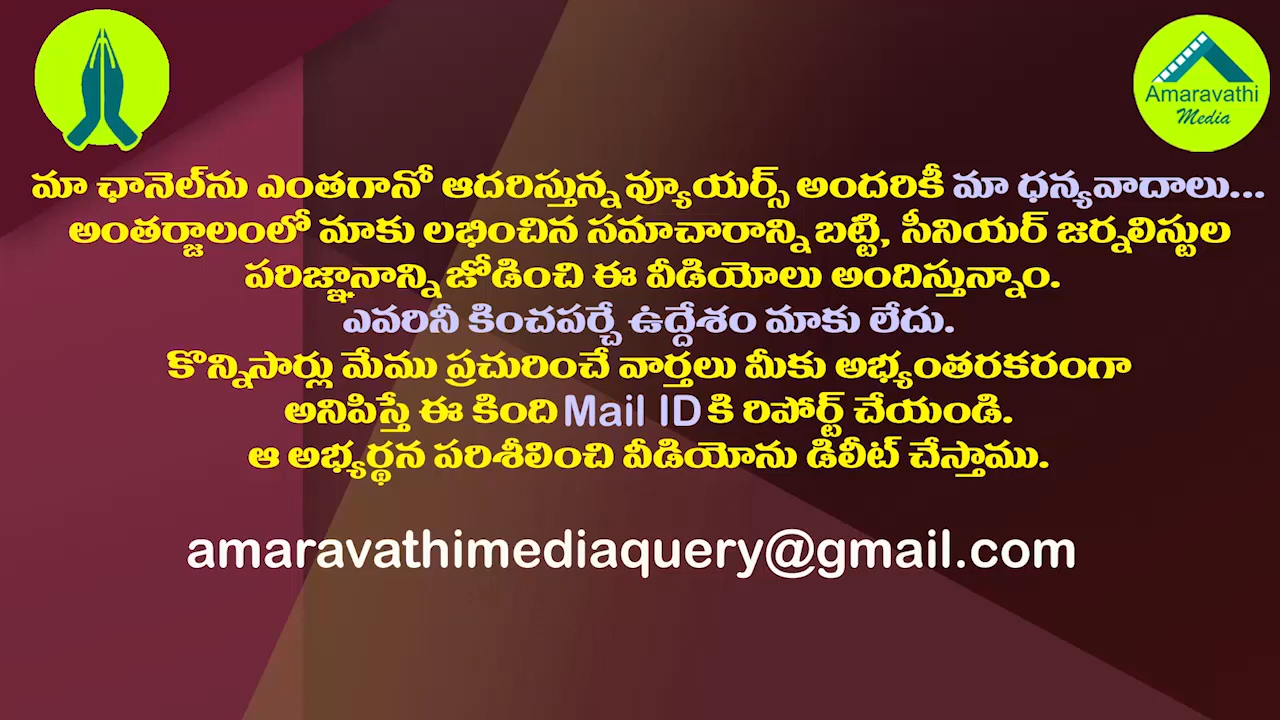 Amaravathi
Media
మా ఛానెల్‌ను ఎంతగానో ఆదరిస్తున్న వ్యూయర్స్ అందరికీ మా ధన్యవాదాలు...
అంతర్జాలంలో మాకు లభించిన సమాచారాన్ని బట్టి, సీనియర్ జర్నలిస్టుల
పరిజ్ఞానాన్ని జోడించి ఈ వీడియోలు అందిస్తున్నాం.
ఎవరినీ కించపర్చే ఉద్దేశం మాకు లేదు.
కొన్నిసార్లు మేము ప్రచురించే వార్తలు మీకు అభ్యంతరకరంగా
అనిపిస్తే ఈ కింది Mail ID కి రిపోర్ట్ చేయండి.
ఆ అభ్యర్థన పరిశీలించి వీడియోను డిలీట్ చేస్తాము.
amaravathimediaquery@gmail.com